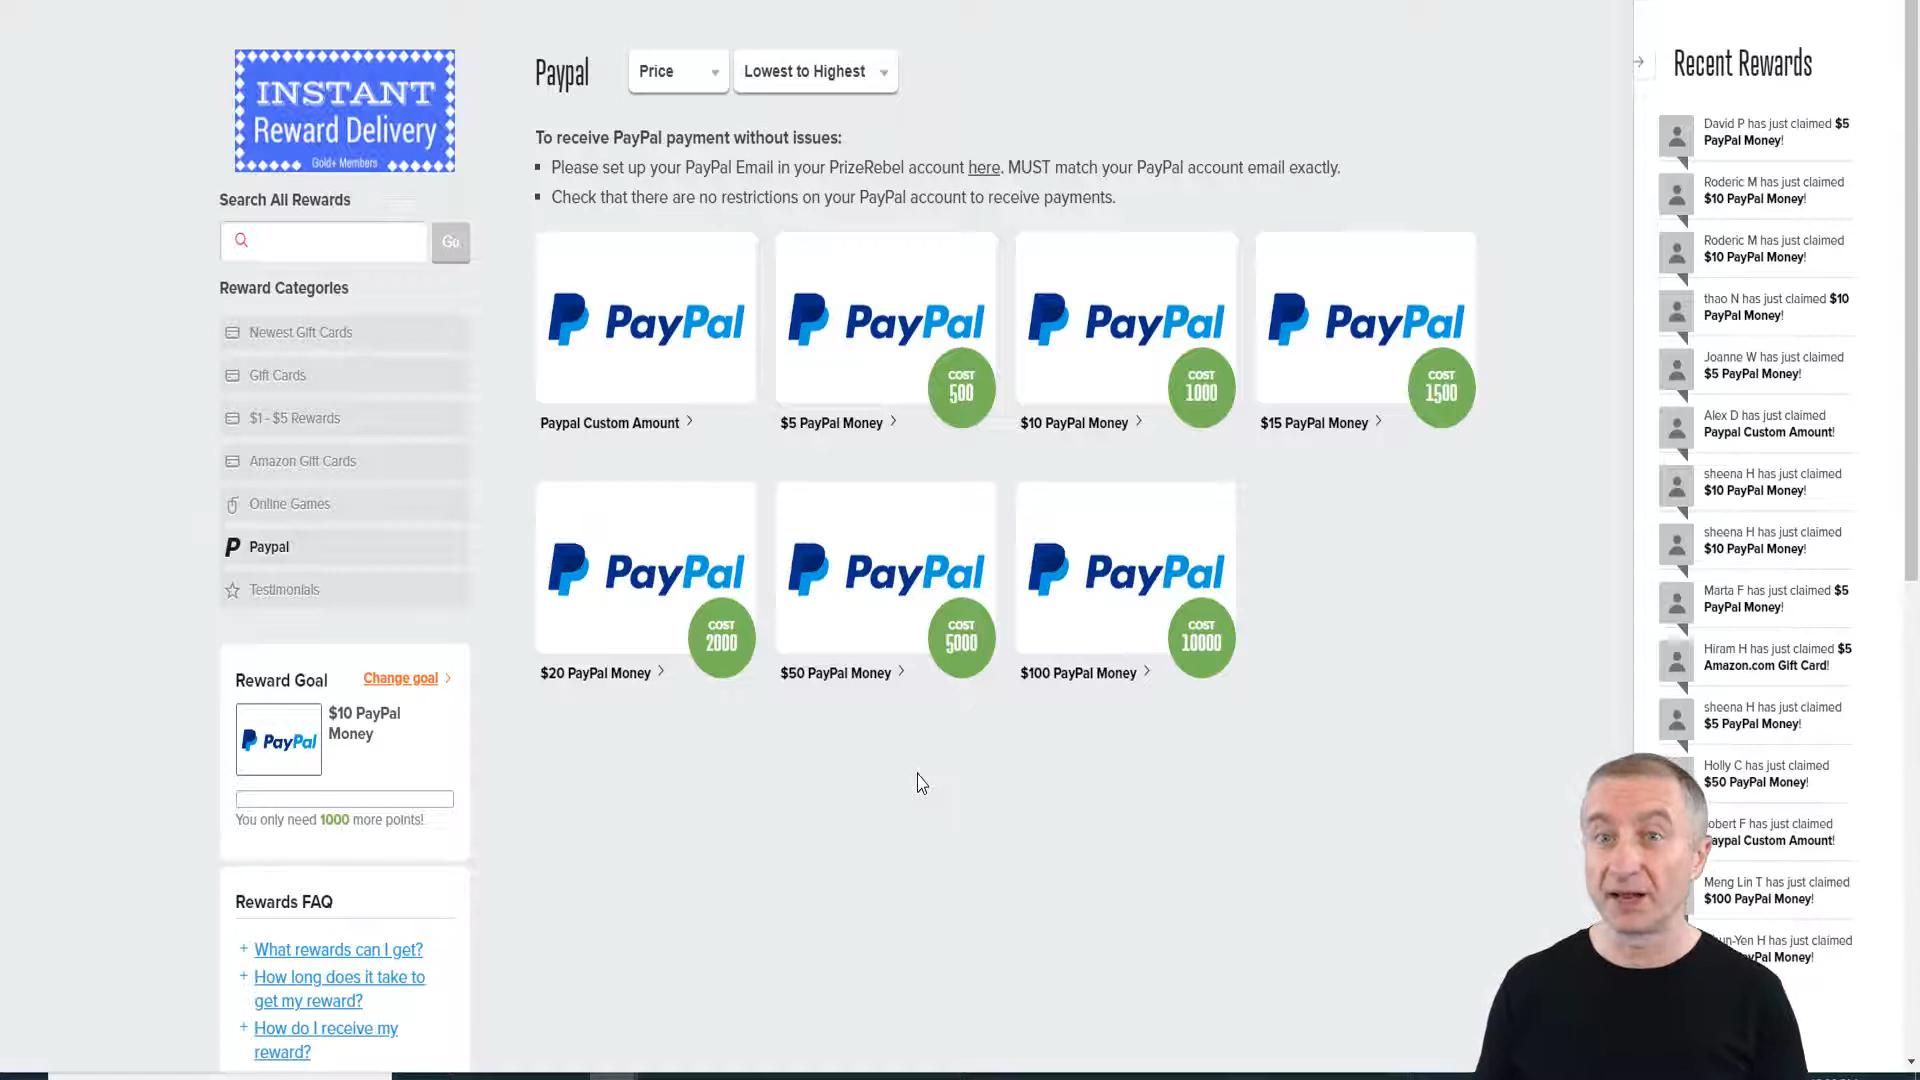 INSTANT
Reward Delivery
Gold+ Members
Search All Rewards
Go
Reward Categories
Newest Gift Cards
Gift Cards
$1 - $5 Rewards
Amazon Gift Cards
Online Games
Paypal
Testimonials
Reward Goal
Change goal
PayPal
$10 PayPal
Money
You only need 1000 more points!
Rewards FAQ
+ What rewards can I get?
+ How long does it take to
get my reward?
+ How do I receive my
reward?
Paypal
Price
Lowest to Highest
To receive PayPal payment without issues:
Please set up your PayPal Email in your PrizeRebel account here. MUST match your PayPal account email exactly.
Check that there are no restrictions on your PayPal account to receive payments.
PayPal
Paypal Custom Amount
PayPal
COST
500
$5 PayPal Money
PayPal
COST
1000
$10 PayPal Money
PayPal
COST
1500
$15 PayPal Money
PayPal
COST
2000
$20 PayPal Money
PayPal
COST
5000
$50 PayPal Money
PayPal
COST
10000
$100 PayPal Money
Recent Rewards
David P has just claimed $5
PayPal Money!
Roderic M has just claimed
$10 PayPal Money!
Roderic M has just claimed
$10 PayPal Money!
thao N has just claimed $10
PayPal Money!
Joanne W has just claimed
$5 PayPal Money!
Alex D has just claimed
Paypal Custom Amount!
sheena H has just claimed
$10 PayPal Money!
sheena H has just claimed
$10 PayPal Money!
Marta F has just claimed $5
PayPal Money!
Hiram H has just claimed $5
Amazon.com Gift Card!
sheena H has just claimed
$5 PayPal Money!
Holly C has just claimed
$50 PayPal Money!
F has just claimed
Custom Amount!
Meng Lin T has just claimed
$100 PayPal Money!
H has just claimed
Money!